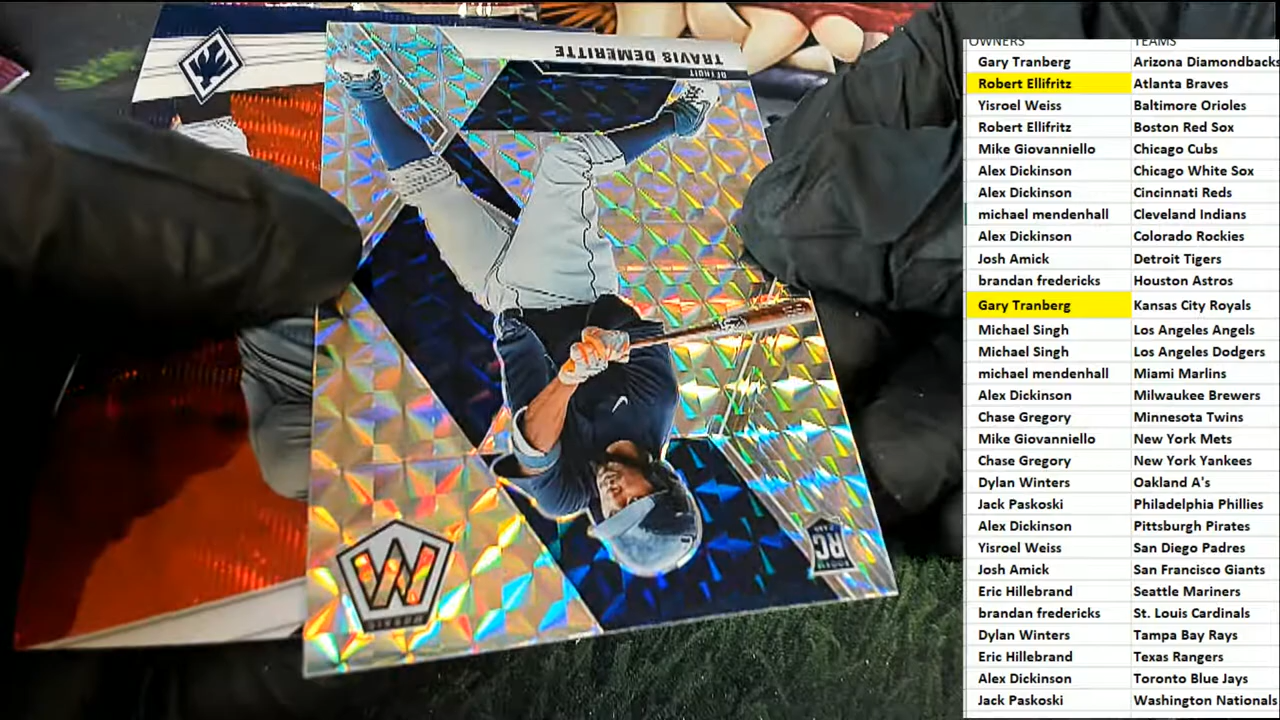 TRAVIS DEMERITTE
DETROIT
MOSAIC
ROOKIE
RC
CARD
OWNERS TEAMS
Gary Tranberg Arizona Diamondbacks
Robert Ellifritz Atlanta Braves
Yisroel Weiss Baltimore Orioles
Robert Ellifritz Boston Red Sox
Mike Giovanniello Chicago Cubs
Alex Dickinson Chicago White Sox
Alex Dickinson Cincinnati Reds
michael mendenhall Cleveland Indians
Alex Dickinson Colorado Rockies
Josh Amick Detroit Tigers
brandan fredericks Houston Astros
Gary Tranberg Kansas City Royals
Michael Singh Los Angeles Angels
Michael Singh Los Angeles Dodgers
michael mendenhall Miami Marlins
Alex Dickinson Milwaukee Brewers
Chase Gregory Minnesota Twins
Mike Giovanniello New York Mets
Chase Gregory New York Yankees
Dylan Winters Oakland A's
Jack Paskoski Philadelphia Phillies
Alex Dickinson Pittsburgh Pirates
Yisroel Weiss San Diego Padres
Josh Amick San Francisco Giants
Eric Hillebrand Seattle Mariners
brandan fredericks St. Louis Cardinals
Dylan Winters Tampa Bay Rays
Eric Hillebrand Texas Rangers
Alex Dickinson Toronto Blue Jays
Jack Paskoski Washington Nationals